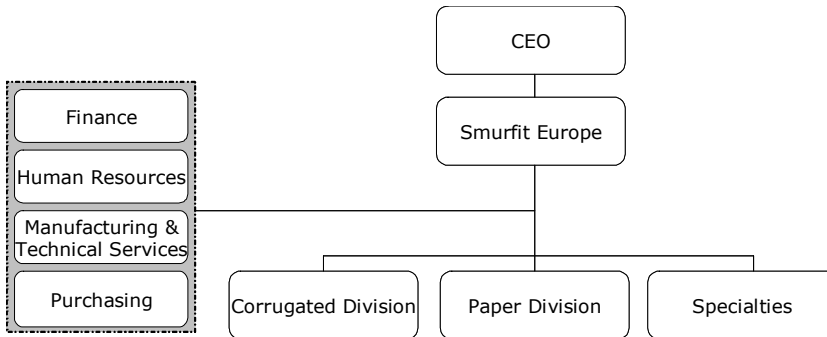 CEO
Smurfit Europe
Finance
Human Resources
Manufacturing &
Technical Services
Purchasing
Corrugated Division
Paper Division
Specialties